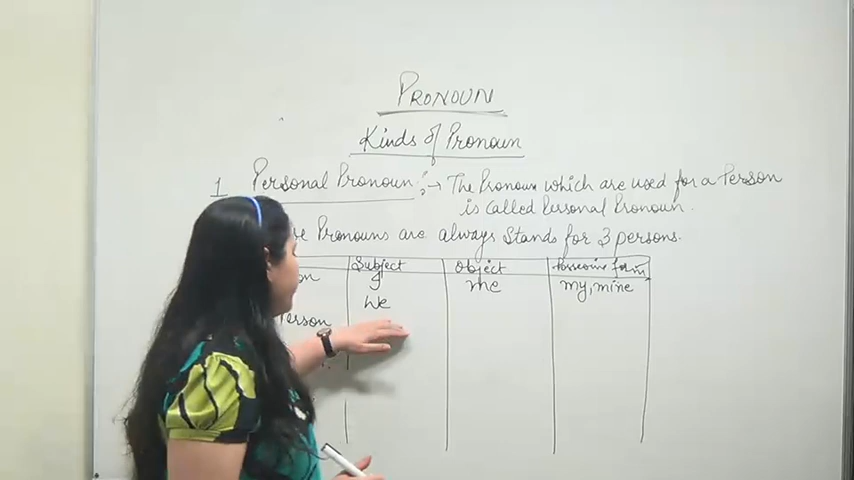 PRONOUN
Kinds of Pronoun
1 Personal Pronoun:→ The Pronoun which are used for a Person
is called Personal Pronoun.
Pronouns are always Stands for 3 persons.
Subject Object Possessive form
I me my, mine
We
Person